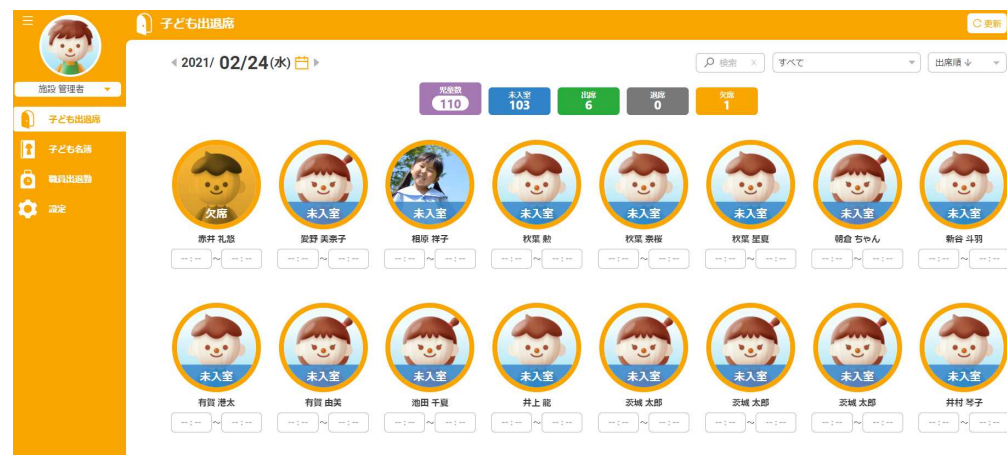 子ども出退席
更新
2021/ 02/24(水)
検索 ×
すべて
出席順↓
施設 管理者
子ども出退席
子ども名簿
職員出退勤
設定
児童数
110
未入室
103
出席
6
退席
0
欠席
1
欠席
未入室
未入室
未入室
未入室
未入室
未入室
未入室
赤井 礼慈
愛野 美奈子
相原 祥子
秋葉 勲
秋葉 奈桜
秋葉 星夏
朝倉 ちゃん
新谷 斗羽
--:-- ~ --:--
--:-- ~ --:--
--:-- ~ --:--
--:-- ~ --:--
--:-- ~ --:--
--:-- ~ --:--
--:-- ~ --:--
--:-- ~ --:--
未入室
未入室
未入室
未入室
未入室
未入室
未入室
未入室
有賀 港太
有賀 由美
池田 千夏
井上 龍
茨城 太郎
茨城 太郎
茨城 太郎
井村 琴子
--:-- ~ --:--
--:-- ~ --:--
--:-- ~ --:--
--:-- ~ --:--
--:-- ~ --:--
--:-- ~ --:--
--:-- ~ --:--
--:-- ~ --:--